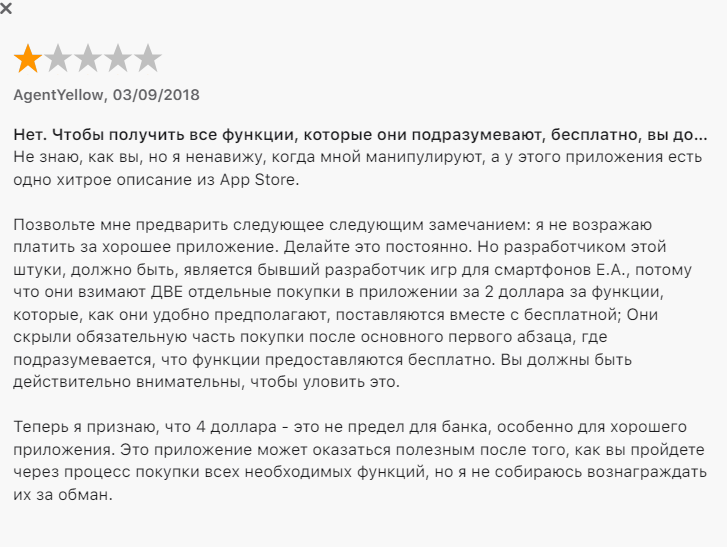 AgentYellow, 03/09/2018
Нет. Чтобы получить все функции, которые они подразумевают, бесплатно, вы до...
Не знаю, как вы, но я ненавижу, когда мной манипулируют, а у этого приложения есть
одно хитрое описание из App Store.
Позвольте мне предварить следующее следующим замечанием: я не возражаю
платить за хорошее приложение. Делайте это постоянно. Но разработчиком этой
штуки, должно быть, является бывший разработчик игр для смартфонов E.A., потому
что они взимают ДВЕ отдельные покупки в приложении за 2 доллара за функции,
которые, как они удобно предполагают, поставляются вместе с бесплатной; Они
скрыли обязательную часть покупки после основного первого абзаца, где
подразумевается, что функции предоставляются бесплатно. Вы должны быть
действительно внимательны, чтобы уловить это.
Теперь я признаю, что 4 доллара - это не предел для банка, особенно для хорошего
приложения. Это приложение может оказаться полезным после того, как вы пройдете
через процесс покупки всех необходимых функций, но я не собираюсь вознаграждать
их за обман.